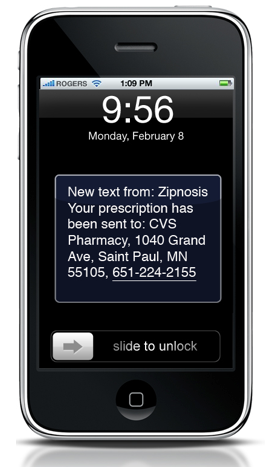 ROGERS 1:09 PM
9:56
Monday, February 8
New text from: Zipnosis
Your prescription has
been sent to: CVS
Pharmacy, 1040 Grand
Ave, Saint Paul, MN
55105, 651-224-2155
slide to unlock